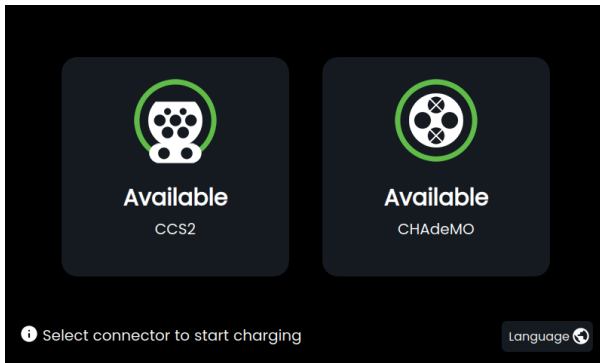 Available
CCS2
Available
CHAdeMO
Select connector to start charging
Language